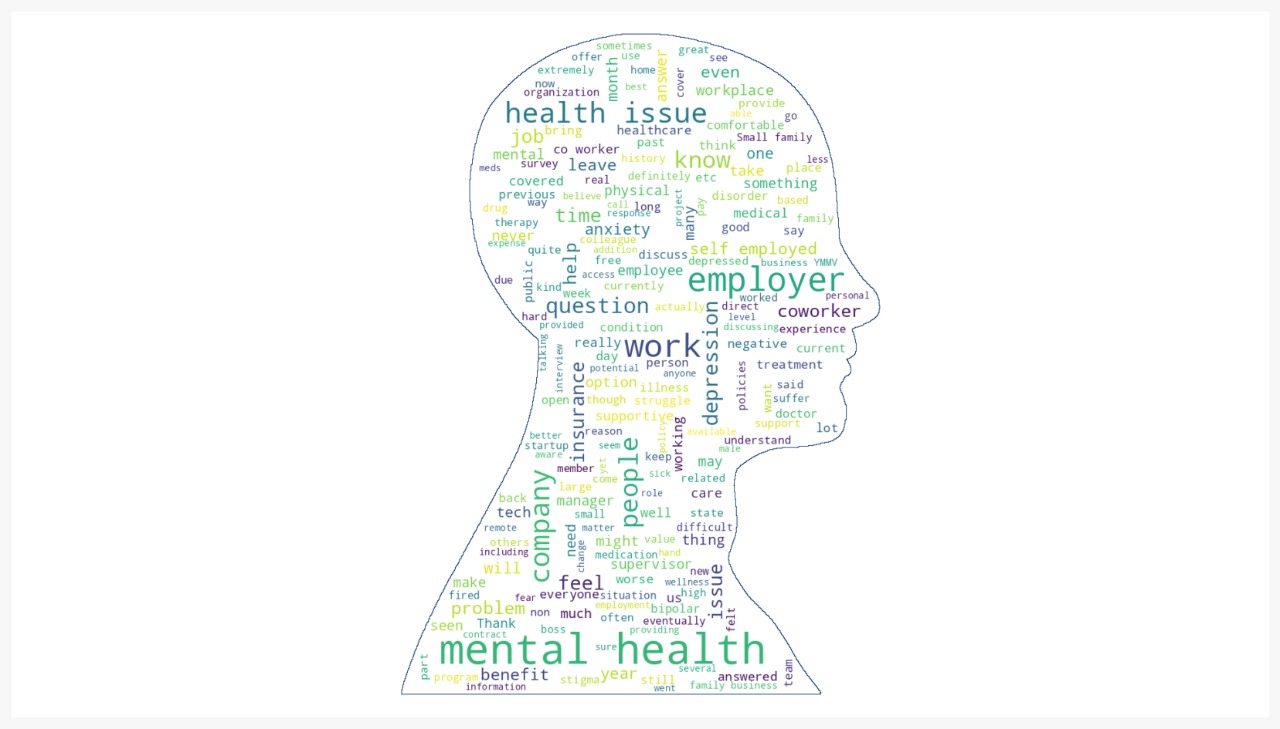 sometimes
offer use great see
extremely home month answer cover even
now best
organization workplace
provide
health issue able go
comfortable
job bring healthcare Small family
past think
mental co worker know one
survey leave history less
meds take place
covered real definitely etc something
previous physical
way believe disorder based
drug call long project pay
time response many medical family
therapy
never anxiety good say
expense colleague
quite help addition discuss self employed
free depressed business YMMV
public access employee
due kind employer
week currently
question actually worked personal
direct coworker
hard level
provided condition discussing experience
talking really work depression negative current
interview day person
potential anyone treatment
insurance option illness policies want said
open though struggle suffer
supportive doctor
support lot
better reason policy available
startup seem working understand
aware people keep male
member yet may
come sick related
large role care
back company manager
tech small well state
remote matter difficult
others need might value thing
including change medication hand
will supervisor
new
make feel worse wellness issue
fired fear everyone situation us high
problem non much employment bipolar felt
often eventually
seen Thank
contract boss providing
mental health
sure
part several team
program benefit stigma year still answered
information went family business